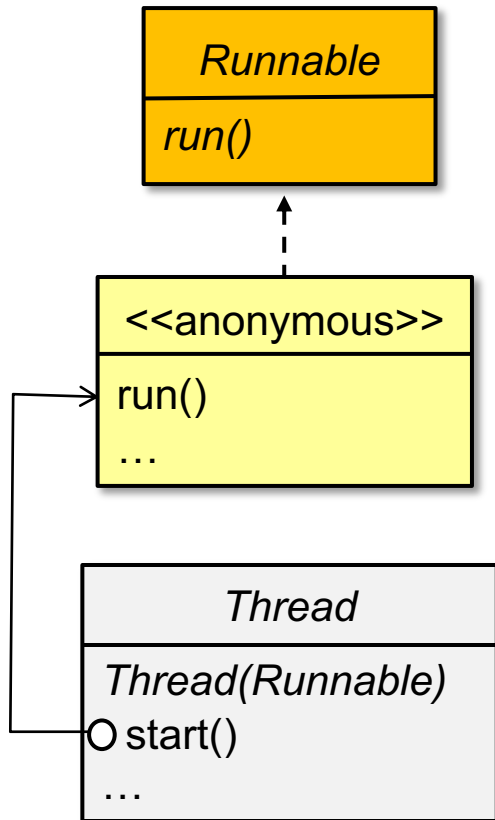 Runnable
run()
<<anonymous>>
run()
…
Thread
Thread(Runnable)
start()
…